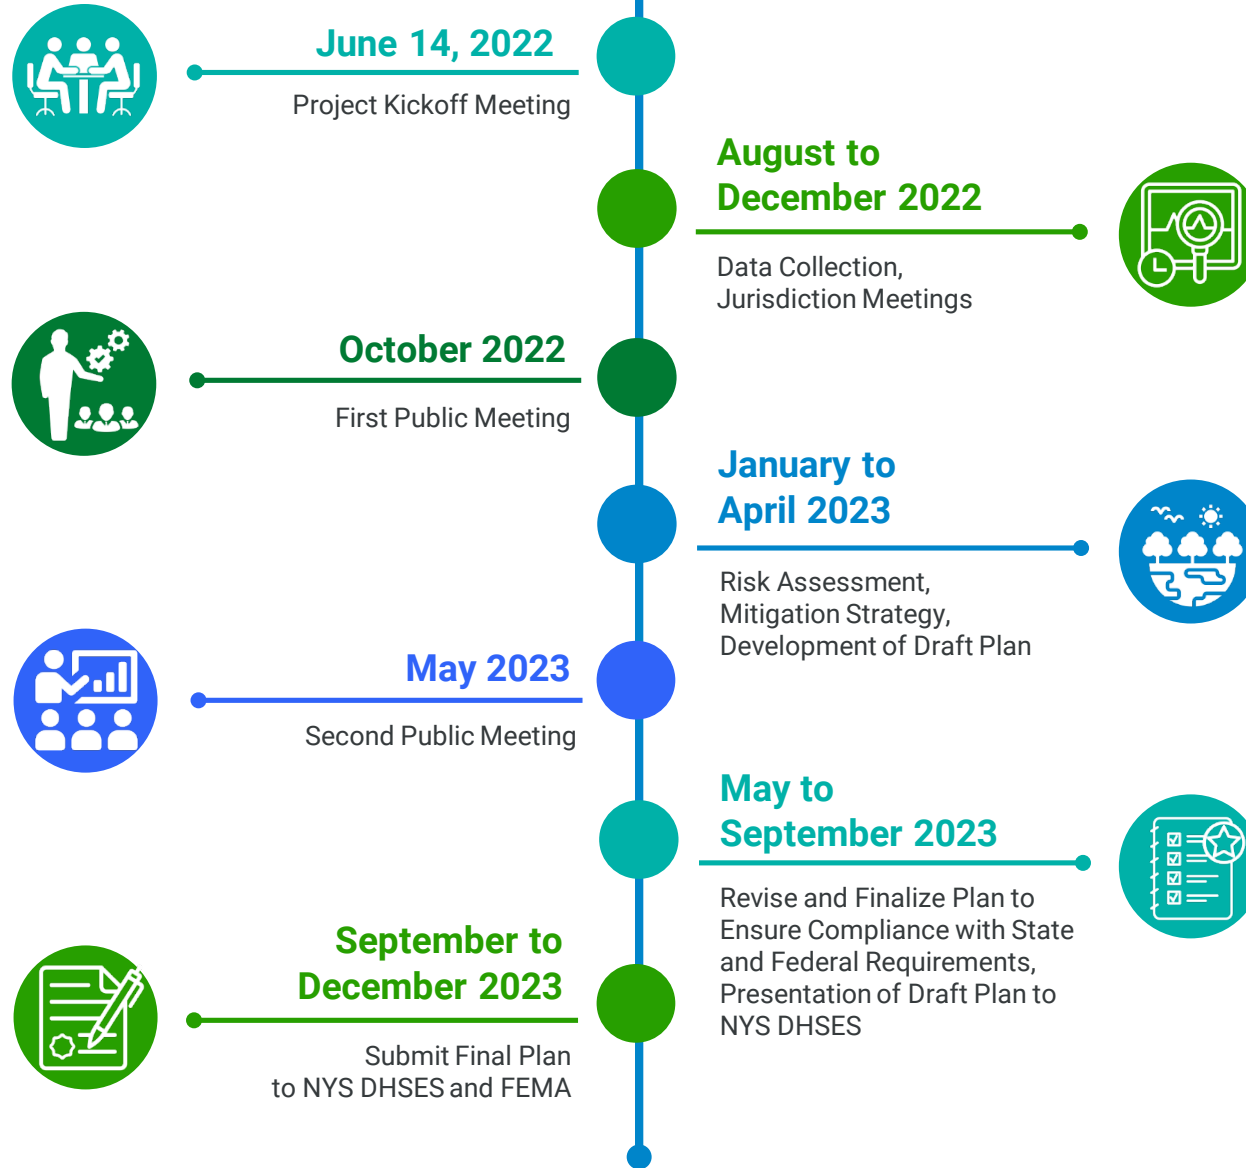 June 14, 2022
Project Kickoff Meeting
August to
December 2022
Data Collection,
Jurisdiction Meetings
October 2022
First Public Meeting
January to
April 2023
Risk Assessment,
Mitigation Strategy,
Development of Draft Plan
May 2023
Second Public Meeting
May to
September 2023
Revise and Finalize Plan to
Ensure Compliance with State
and Federal Requirements,
Presentation of Draft Plan to
NYS DHSES
September to
December 2023
Submit Final Plan
to NYS DHSES and FEMA